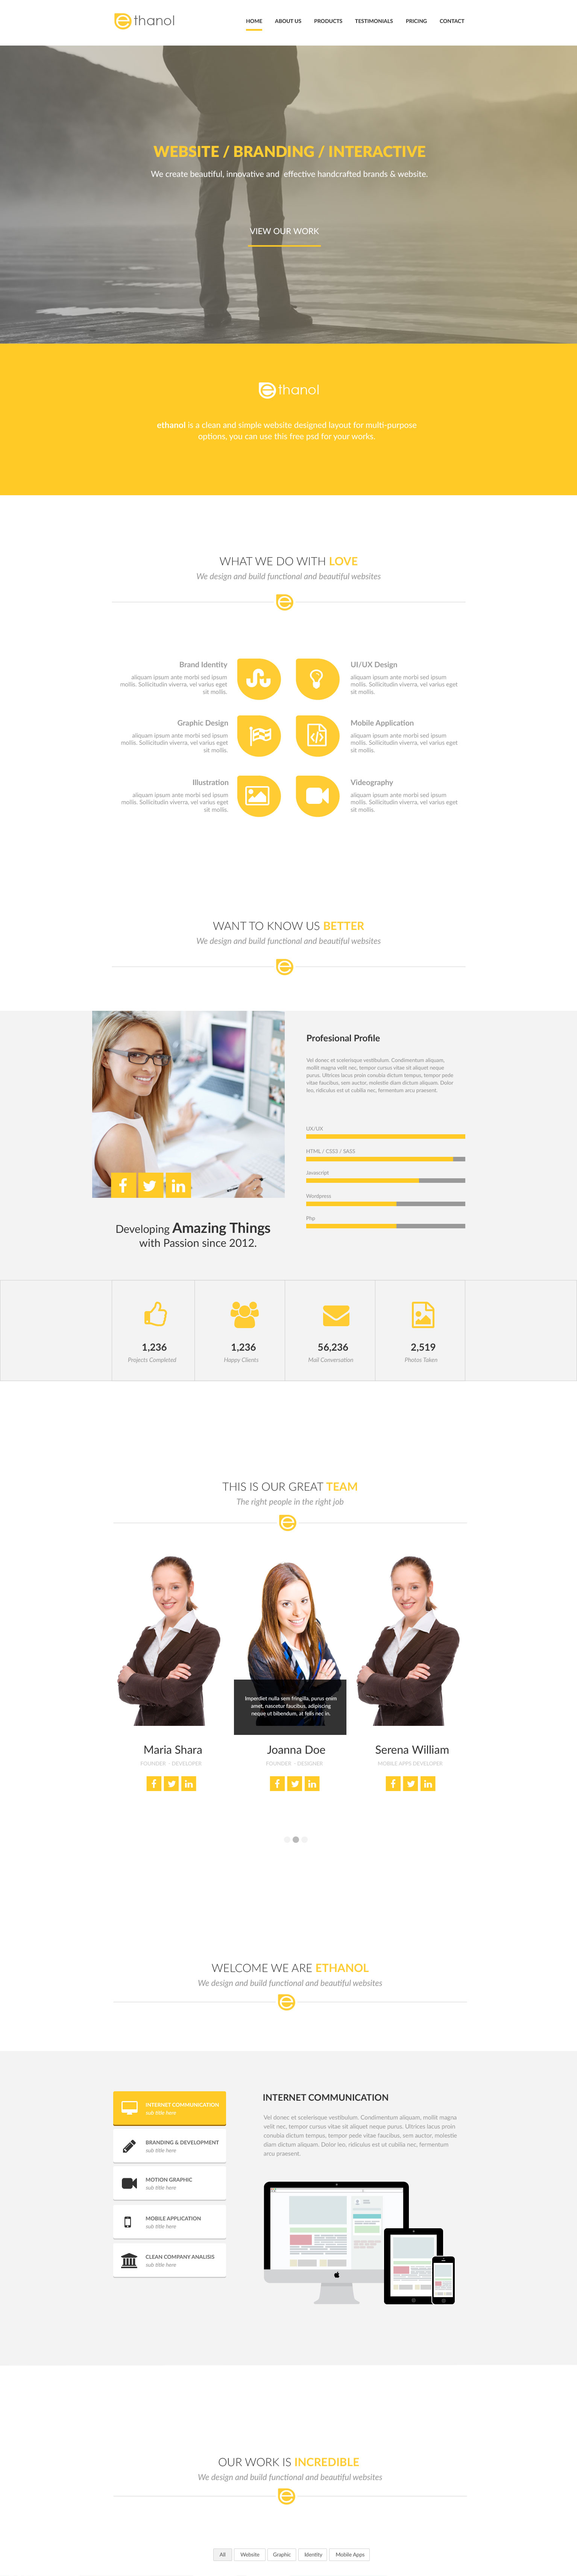 ethanol
HOME ABOUT US PRODUCTS TESTIMONIALS PRICING CONTACT
WEBSITE / BRANDING / INTERACTIVE
We create beautiful, innovative and effective handcrafted brands & website.
VIEW OUR WORK
ethanol
ethanol is a clean and simple website designed layout for multi-purpose
options, you can use this free psd for your works.
WHAT WE DO WITH LOVE
We design and build functional and beautiful websites
e
Brand Identity
aliquam ipsum ante morbi sed ipsum
mollis. Sollicitudin viverra, vel varius eget
sit mollis.
UI/UX Design
aliquam ipsum ante morbi sed ipsum
mollis. Sollicitudin viverra, vel varius eget
sit mollis.
Graphic Design
aliquam ipsum ante morbi sed ipsum
mollis. Sollicitudin viverra, vel varius eget
sit mollis.
Mobile Application
aliquam ipsum ante morbi sed ipsum
mollis. Sollicitudin viverra, vel varius eget
sit mollis.
Illustration
aliquam ipsum ante morbi sed ipsum
mollis. Sollicitudin viverra, vel varius eget
sit mollis.
Videography
aliquam ipsum ante morbi sed ipsum
mollis. Sollicitudin viverra, vel varius eget
sit mollis.
WANT TO KNOW US BETTER
We design and build functional and beautiful websites
e
Profesional Profile
Vel donec et scelerisque vestibulum. Condimentum aliquam,
mollit magna velit nec, tempor cursus vitae sit aliquet neque
purus. Ultrices lacus proin conubia dictum tempus, tempor pede
vitae faucibus, sem auctor, molestie diam dictum aliquam. Dolor
leo, ridiculus est ut cubilia nec, fermentum arcu praesent.
UX/UX
HTML / CSS3 / SASS
Javascript
Wordpress
Php
Developing Amazing Things
with Passion since 2012.
1,236
Projects Completed
1,236
Happy Clients
56,236
Mail Conversation
2,519
Photos Taken
THIS IS OUR GREAT TEAM
The right people in the right job
e
Imperdiet nulla sem fringilla, purus enim
amet, nascetur faucibus, adipiscing
neque ut bibendum, at felis nec in.
Maria Shara
FOUNDER - DEVELOPER
Joanna Doe
FOUNDER - DESIGNER
Serena William
MOBILE APPS DEVELOPER
WELCOME WE ARE ETHANOL
We design and build functional and beautiful websites
e
INTERNET COMMUNICATION
sub title here
BRANDING & DEVELOPMENT
sub title here
MOTION GRAPHIC
sub title here
MOBILE APPLICATION
sub title here
CLEAN COMPANY ANALISIS
sub title here
INTERNET COMMUNICATION
Vel donec et scelerisque vestibulum. Condimentum aliquam, mollit magna
velit nec, tempor cursus vitae sit aliquet neque purus. Ultrices lacus proin
conubia dictum tempus, tempor pede vitae faucibus, sem auctor, molestie
diam dictum aliquam. Dolor leo, ridiculus est ut cubilia nec, fermentum
arcu praesent.
OUR WORK IS INCREDIBLE
We design and build functional and beautiful websites
e
All Website Graphic Identity Mobile Apps